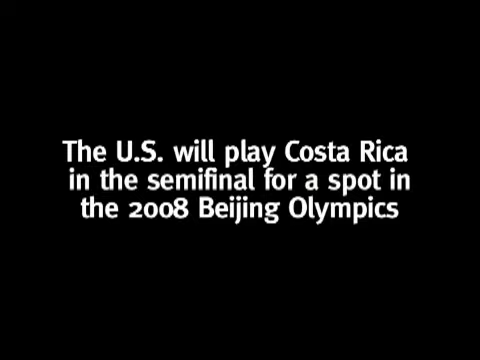 The U.S. will play Costa Rica
in the semifinal for a spot in
the 2008 Beijing Olympics